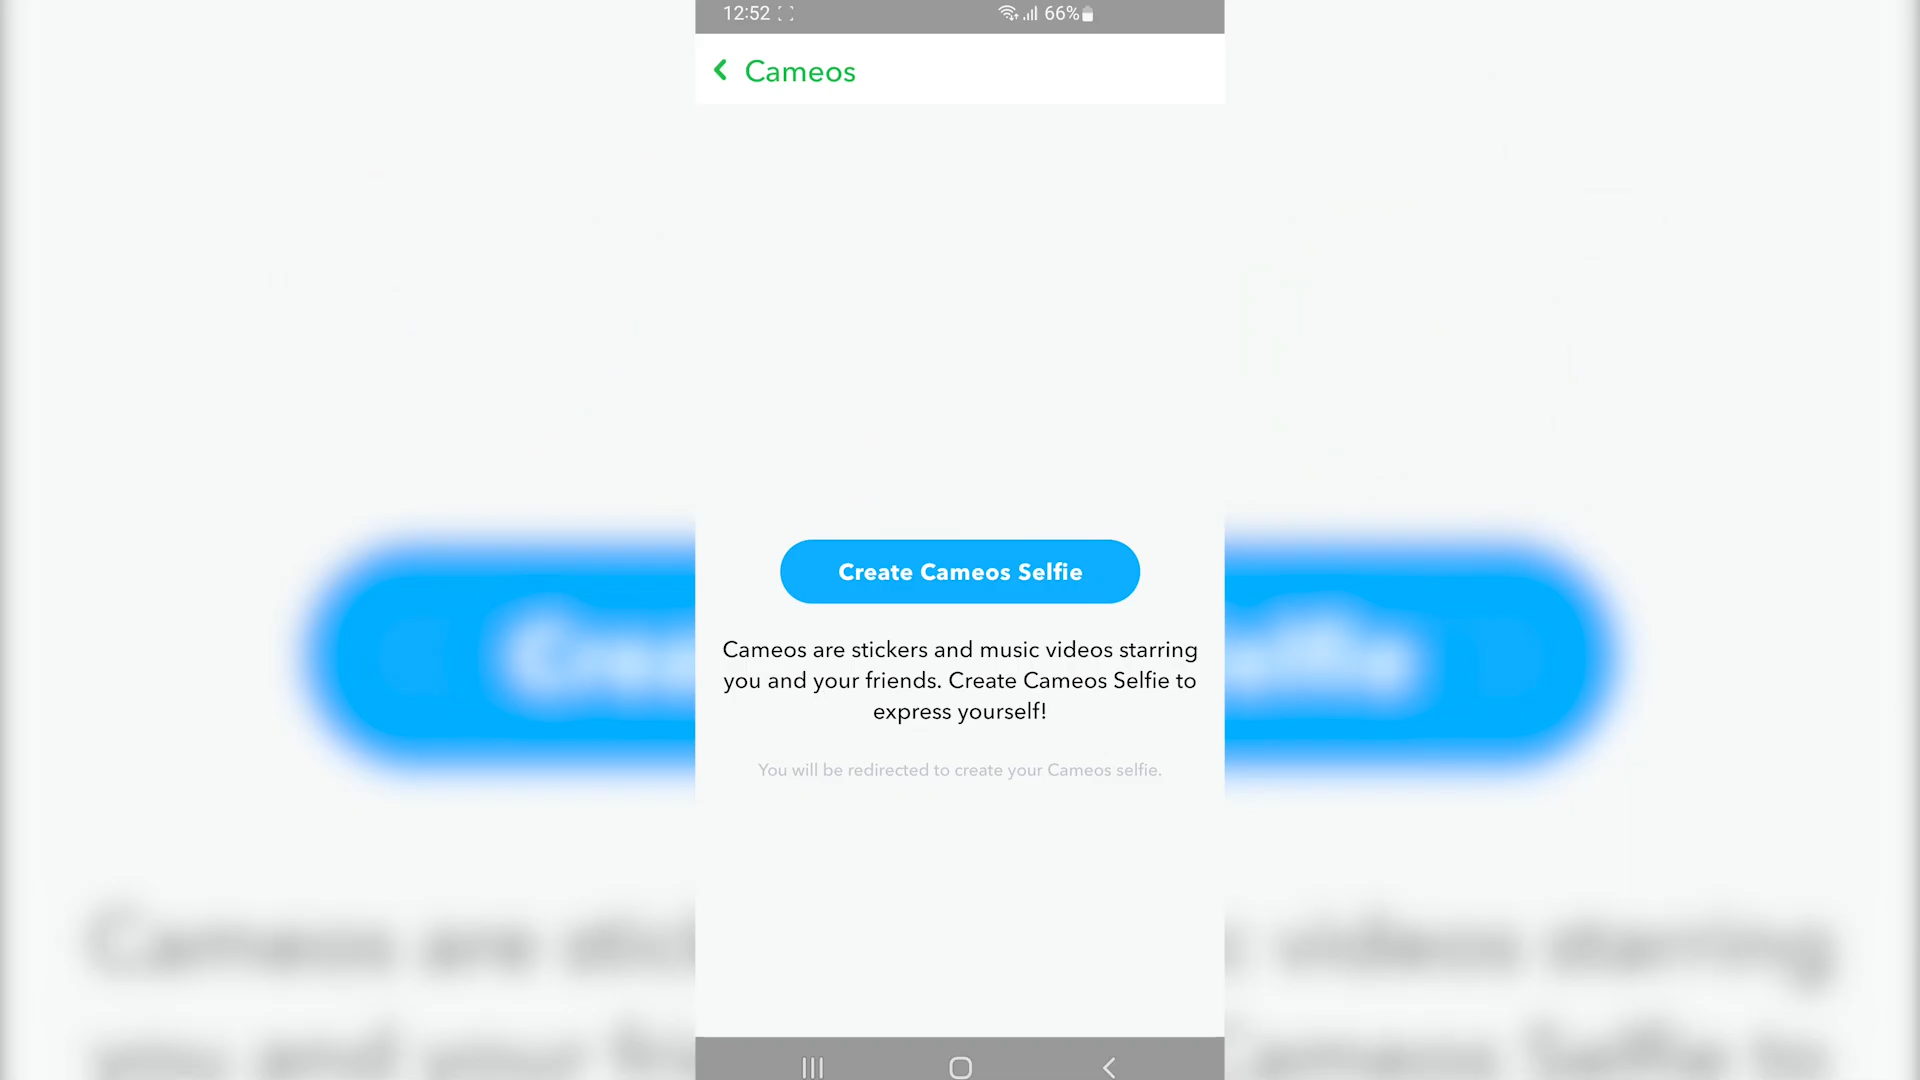 12:52 66%
Cameos
Create Cameos Selfie
Cameos are stickers and music videos starring
you and your friends. Create Cameos Selfie to
express yourself!
You will be redirected to create your Cameos selfie.